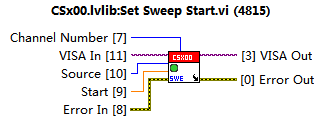 CSx00.lvlib:Set Sweep Start.vi (4815)
Channel Number [7]
VISA In [11]
Source [10]
Start [9]
Error In [8]
CSX00
SWE
[3] VISA Out
[0] Error Out